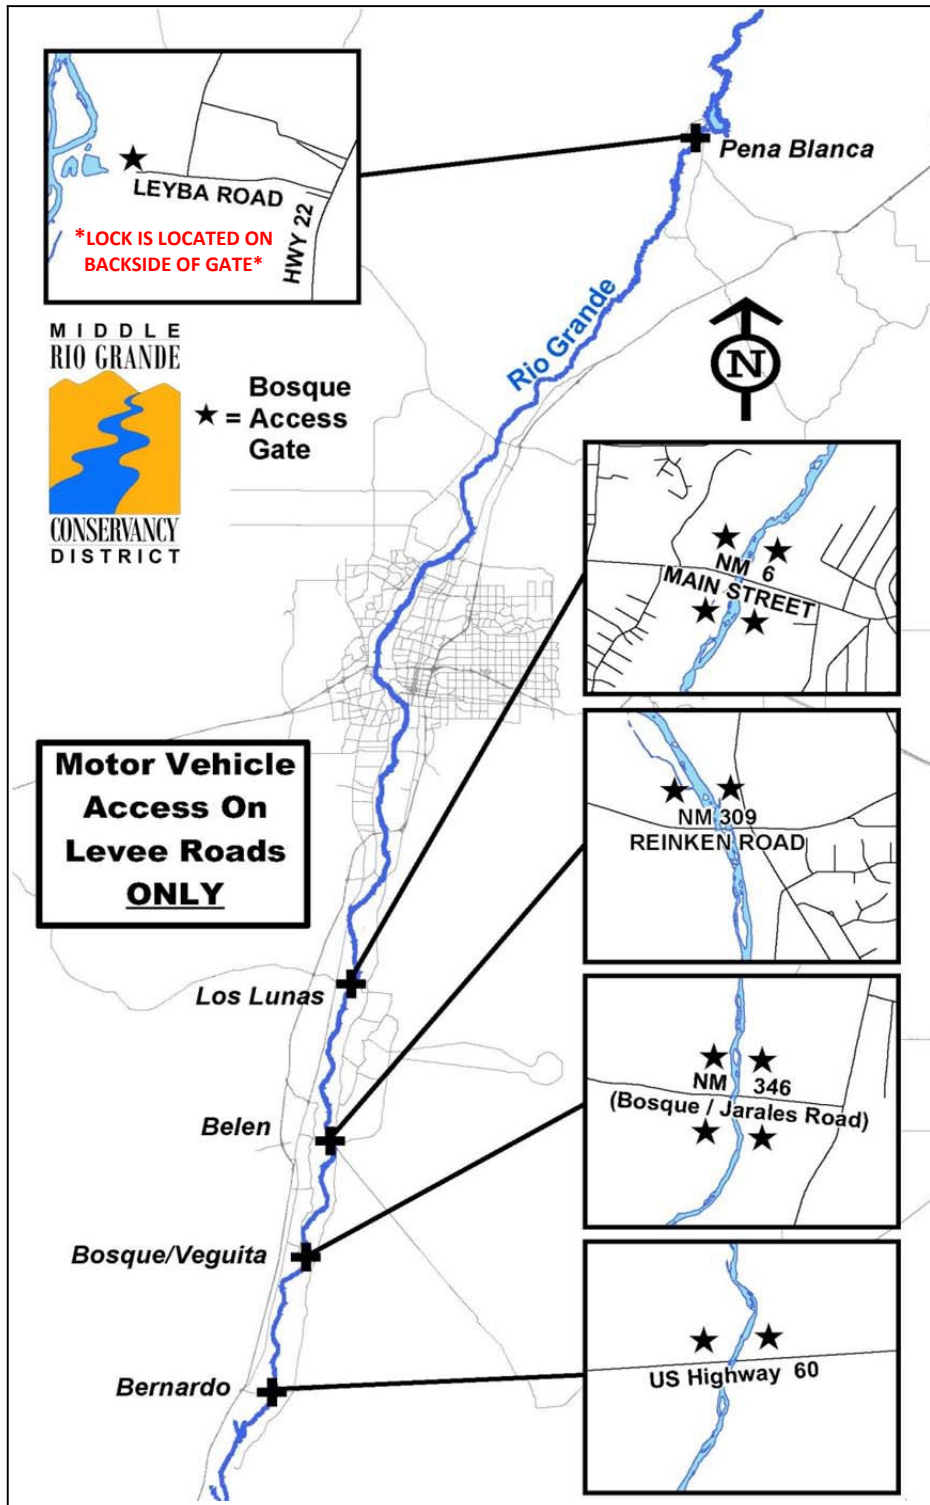 Pena Blanca
LEYBA ROAD
HWY 22
*LOCK IS LOCATED ON
BACKSIDE OF GATE*
Rio Grande
MIDDLE
RIO GRANDE
CONSERVANCY
DISTRICT
★ = Bosque
Access
Gate
N
NM 6
MAIN STREET
Motor Vehicle
Access On
Levee Roads
ONLY
NM 309
REINKEN ROAD
Los Lunas
NM 346
(Bosque / Jarales Road)
Belen
Bosque/Veguita
US Highway 60
Bernardo